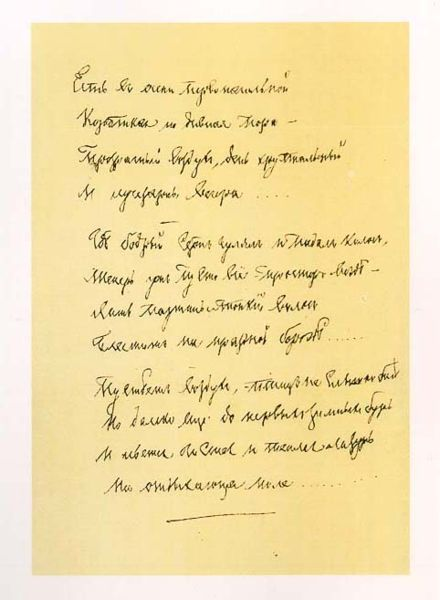 Есть в осени первоначальной
Короткая но дивная пора —
Прозрачный воздух, день хрустальный
И лучезарны вечера ....
Где бодрый серп гулял и падал колос,
Теперь уж пусто всё простор везде —
Лишь паутины тонкий волос
Блестит на праздной борозде ......
Пустеет воздух, птиц не слышно боле
Но далеко еще до первых зимних бурь
И льется и теплая лазурь
На отдыхающее поле ........